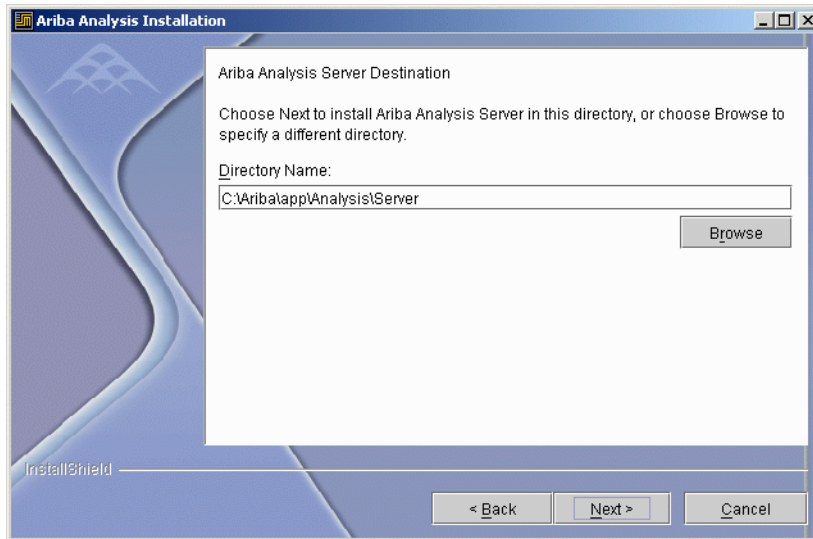 Ariba Analysis Installation
Ariba Analysis Server Destination
Choose Next to install Ariba Analysis Server in this directory, or choose Browse to
specify a different directory.
Directory Name:
C:\Ariba\app\Analysis\Server
Browse
InstallShield
< Back
Next >
Cancel